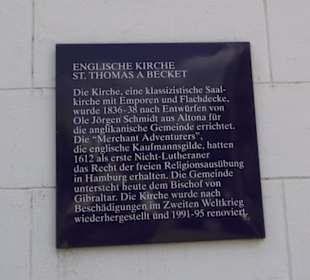 ENGLISCHE KIRCHE
ST. THOMAS A BECKET
Die Kirche, eine klassizistische Saal-
kirche mit Emporen und Flachdecke,
wurde 1836-38 nach Entwürfen von
Ole Jörgen Schmidt aus Altona für
die anglikanische Gemeinde errichtet.
Die "Merchant Adventurers",
die englische Kaufmannsgilde, hatten
1612 als erste Nicht-Lutheraner
das Recht der freien Religionsausübung
in Hamburg erhalten. Die Gemeinde
untersteht heute dem Bischof von
Gibraltar. Die Kirche wurde nach
Beschädigungen im Zweiten Weltkrieg
wiederhergestellt und 1991-95 renoviert.